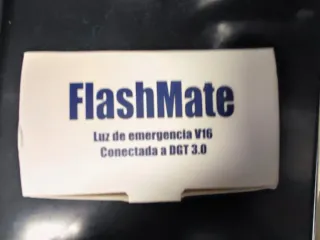 FlashMate
Luz de emergencia V16
Conectada a DGT 3.0